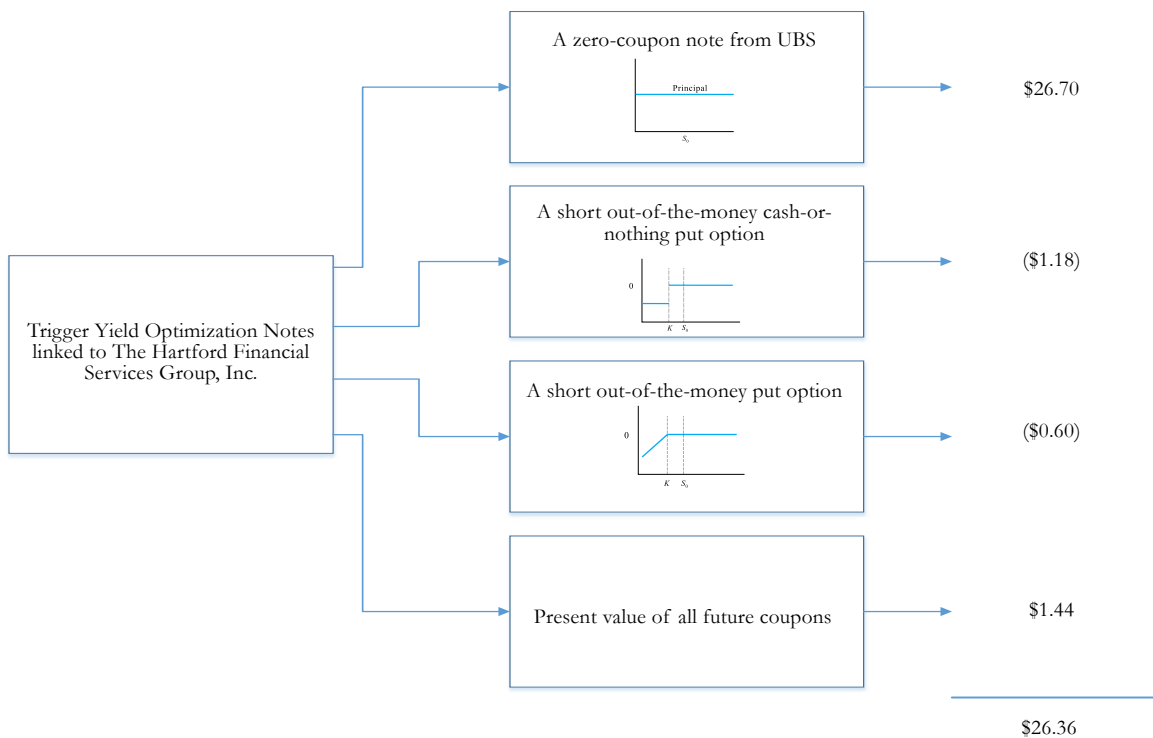 A zero-coupon note from UBS
Principal
S₀
$26.70
A short out-of-the-money cash-or-
nothing put option
0
K S₀
($1.18)
Trigger Yield Optimization Notes
linked to The Hartford Financial
Services Group, Inc.
A short out-of-the-money put option
0
K S₀
($0.60)
Present value of all future coupons
$1.44
$26.36